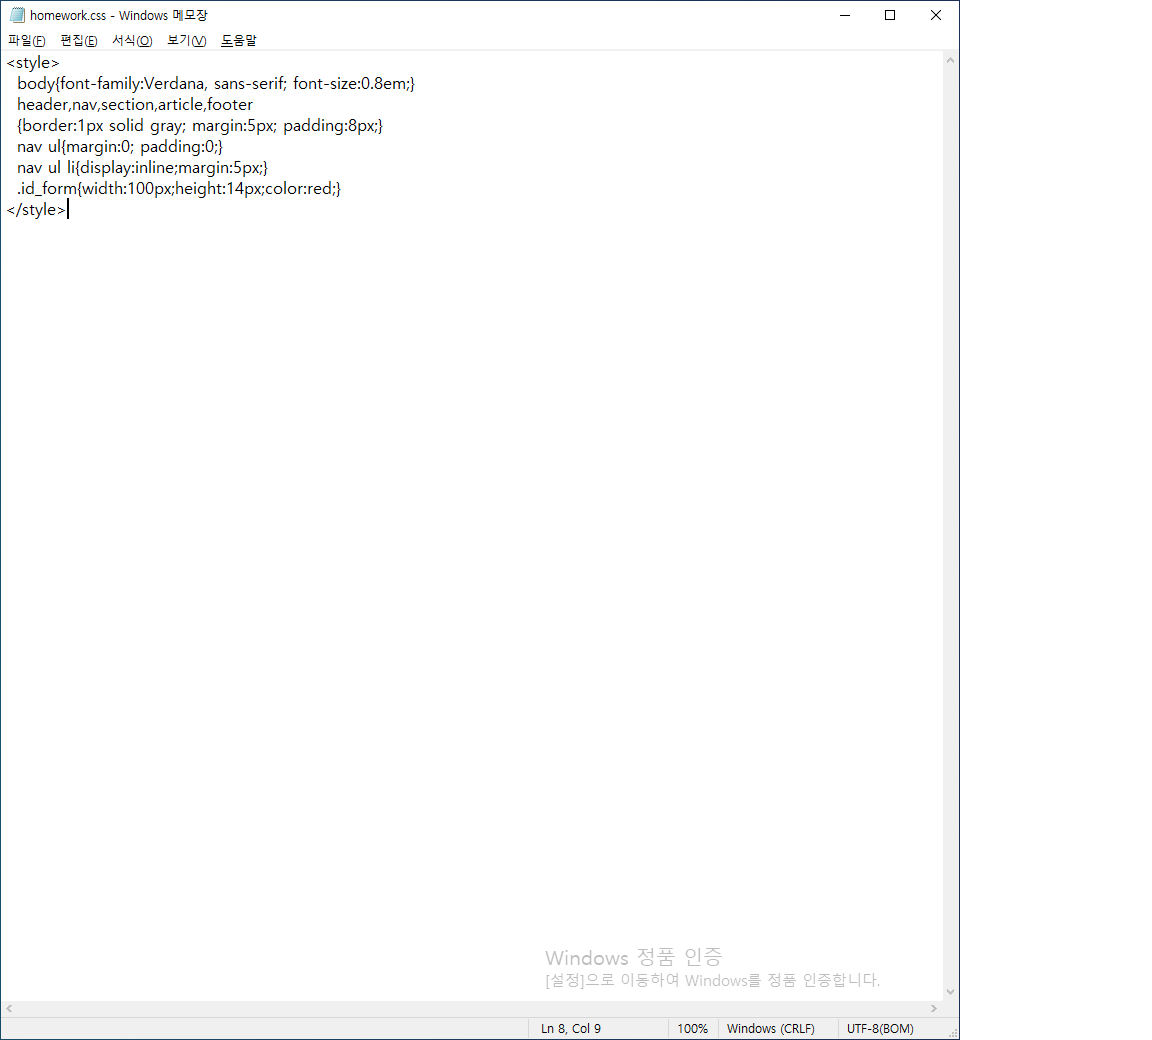 homework.css - Windows 메모장
파일(F) 편집(E) 서식(O) 보기(V) 도움말
<style>
  body{font-family:Verdana, sans-serif; font-size:0.8em;}
  header,nav,section,article,footer
  {border:1px solid gray; margin:5px; padding:8px;}
  nav ul{margin:0; padding:0;}
  nav ul li{display:inline;margin:5px;}
  .id_form{width:100px;height:14px;color:red;}
</style>
Windows 정품 인증
[설정]으로 이동하여 Windows를 정품 인증합니다.
Ln 8, Col 9 100% Windows (CRLF) UTF-8(BOM)